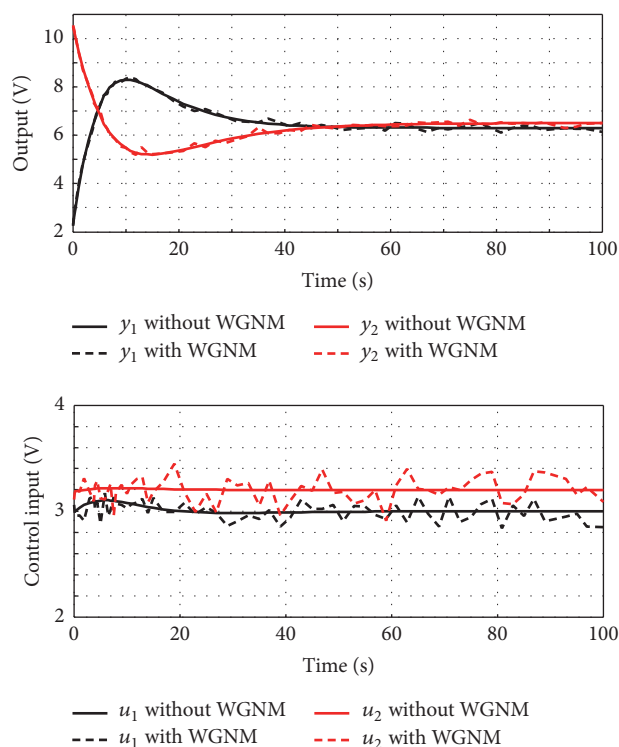 10
8
6
4
2
Output (V)
0 20 40 60 80 100
Time (s)
y1 without WGNM y2 without WGNM
y1 with WGNM y2 with WGNM
4
3
2
Control input (V)
0 20 40 60 80 100
Time (s)
u1 without WGNM u2 without WGNM
u1 with WGNM u2 with WGNM